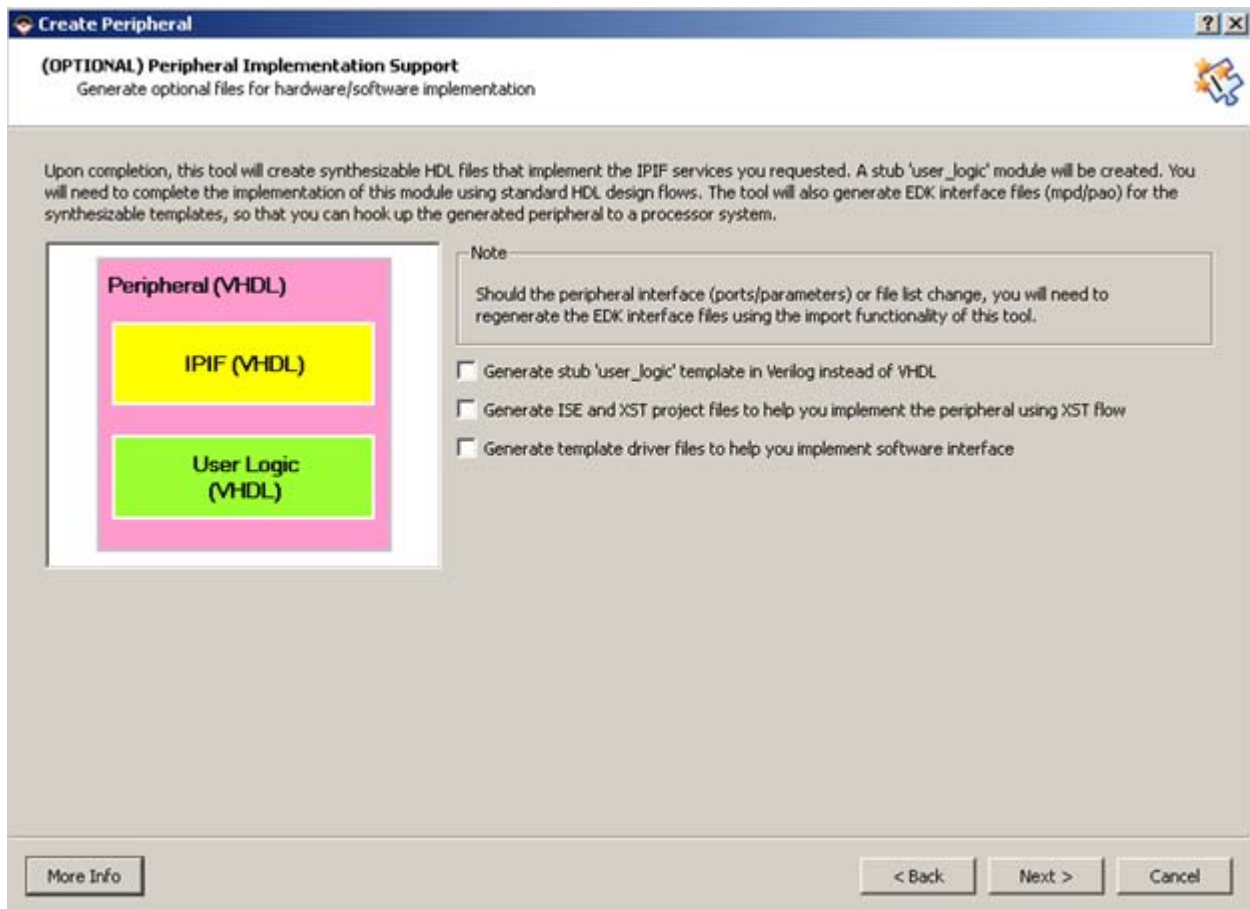 Create Peripheral
(OPTIONAL) Peripheral Implementation Support
Generate optional files for hardware/software implementation
Upon completion, this tool will create synthesizable HDL files that implement the IPIF services you requested. A stub 'user_logic' module will be created. You
will need to complete the implementation of this module using standard HDL design flows. The tool will also generate EDK interface files (mpd/pao) for the
synthesizable templates, so that you can hook up the generated peripheral to a processor system.
Peripheral (VHDL)
IPIF (VHDL)
User Logic
(VHDL)
Note
Should the peripheral interface (ports/parameters) or file list change, you will need to
regenerate the EDK interface files using the import functionality of this tool.
Generate stub 'user_logic' template in Verilog instead of VHDL
Generate ISE and XST project files to help you implement the peripheral using XST flow
Generate template driver files to help you implement software interface
More Info
< Back
Next >
Cancel